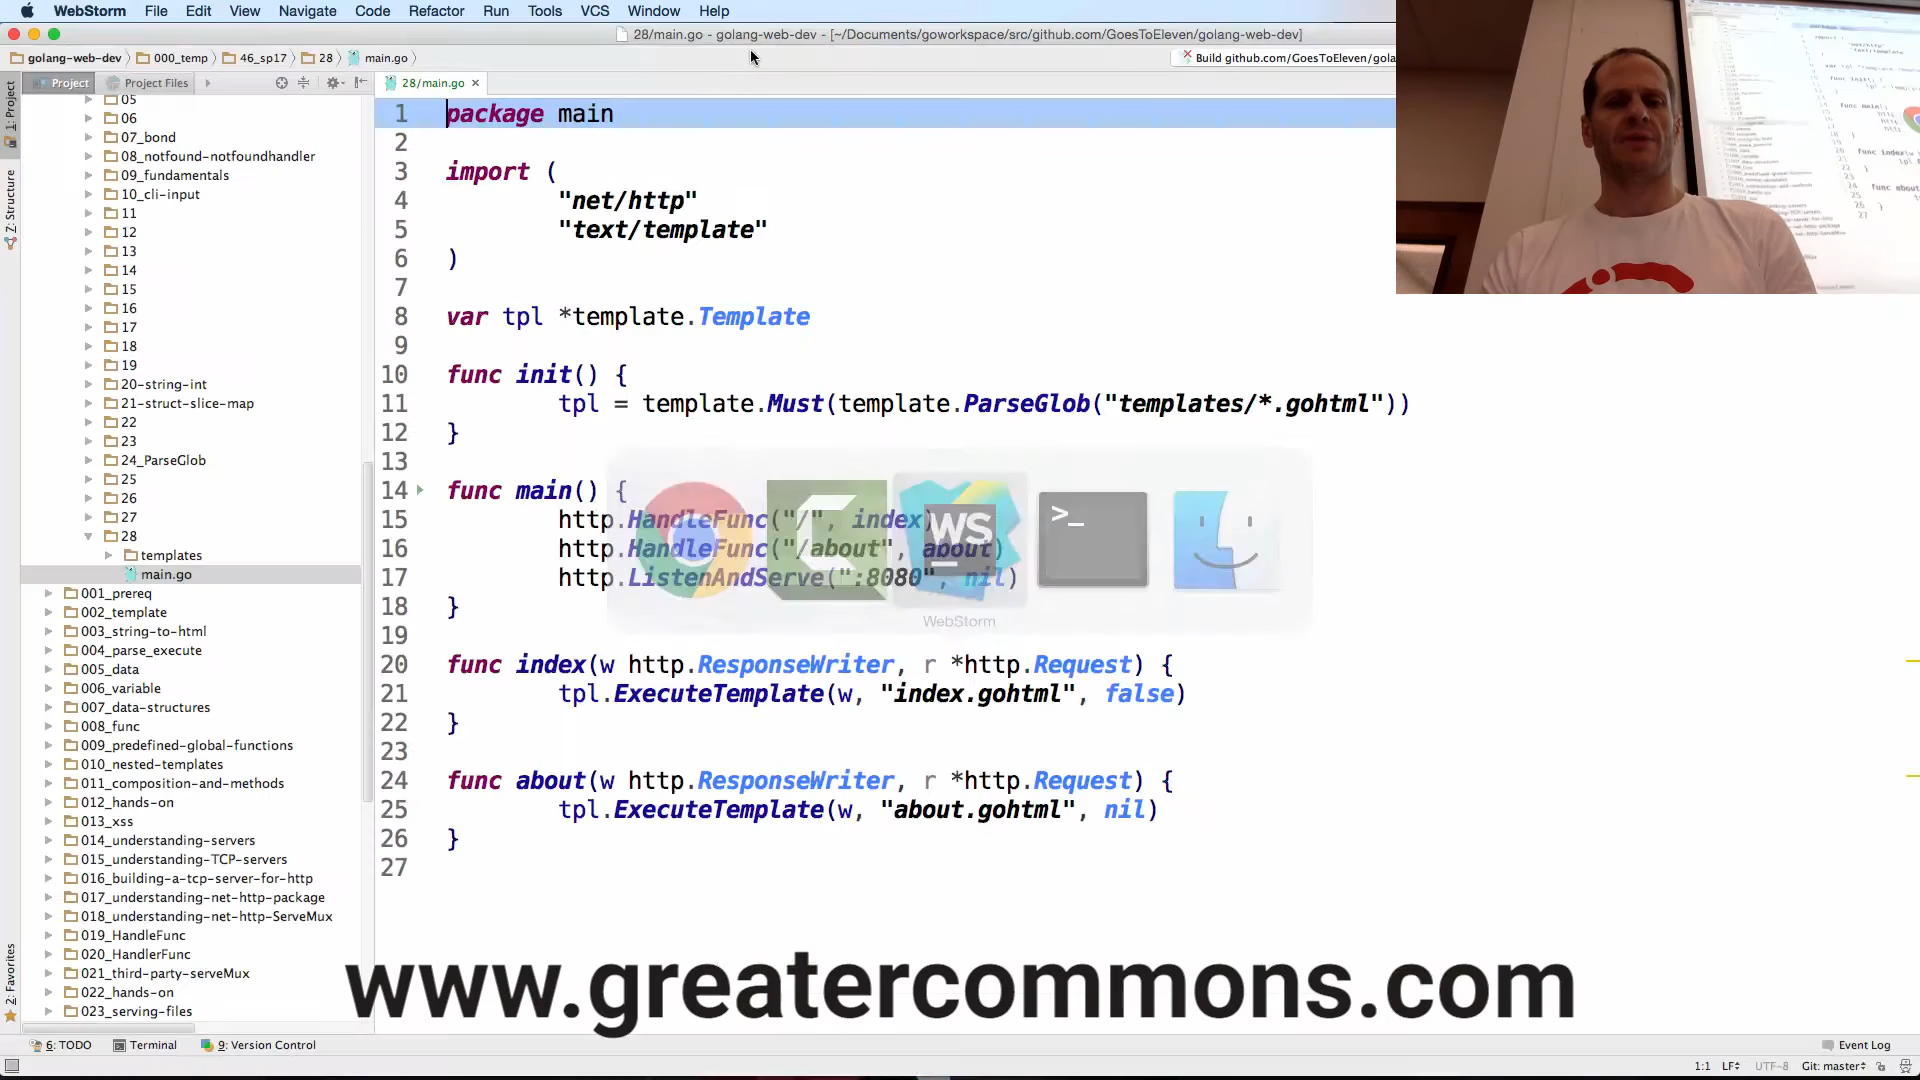 WebStorm File Edit View Navigate Code Refactor Run Tools VCS Window Help
28/main.go - golang-web-dev - [~/Documents/goworkspace/src/github.com/GoesToEleven/golang-web-dev]
golang-web-dev 000_temp 46_sp17 28 main.go
Build github.com/GoesToEleven/gola
1: Project
Project Project Files
28/main.go
05
06
07_bond
08_notfound-notfoundhandler
09_fundamentals
10_cli-input
11
12
13
14
15
16
17
18
19
20-string-int
21-struct-slice-map
22
23
24_ParseGlob
25
26
27
28
templates
main.go
001_prereq
002_template
003_string-to-html
004_parse_execute
005_data
006_variable
007_data-structures
008_func
009_predefined-global-functions
010_nested-templates
011_composition-and-methods
012_hands-on
013_xss
014_understanding-servers
015_understanding-TCP-servers
016_building-a-tcp-server-for-http
017_understanding-net-http-package
018_understanding-net-http-ServeMux
019_HandleFunc
020_HandlerFunc
021_third-party-serveMux
022_hands-on
023_serving-files
Z: Structure
2: Favorites
1 package main
2
3 import (
4 "net/http"
5 "text/template"
6 )
7
8 var tpl *template.Template
9
10 func init() {
11 tpl = template.Must(template.ParseGlob("templates/*.gohtml"))
12 }
13
14 func main() {
15 http.HandleFunc("/", index)
16 http.HandleFunc("/about", about)
17 http.ListenAndServe(":8080", nil)
18 }
19
20 func index(w http.ResponseWriter, r *http.Request) {
21 tpl.ExecuteTemplate(w, "index.gohtml", false)
22 }
23
24 func about(w http.ResponseWriter, r *http.Request) {
25 tpl.ExecuteTemplate(w, "about.gohtml", nil)
26 }
27
WS
>_
WebStorm
www.greatercommons.com
6: TODO Terminal 9: Version Control Event Log
1:1 LF UTF-8 Git: master